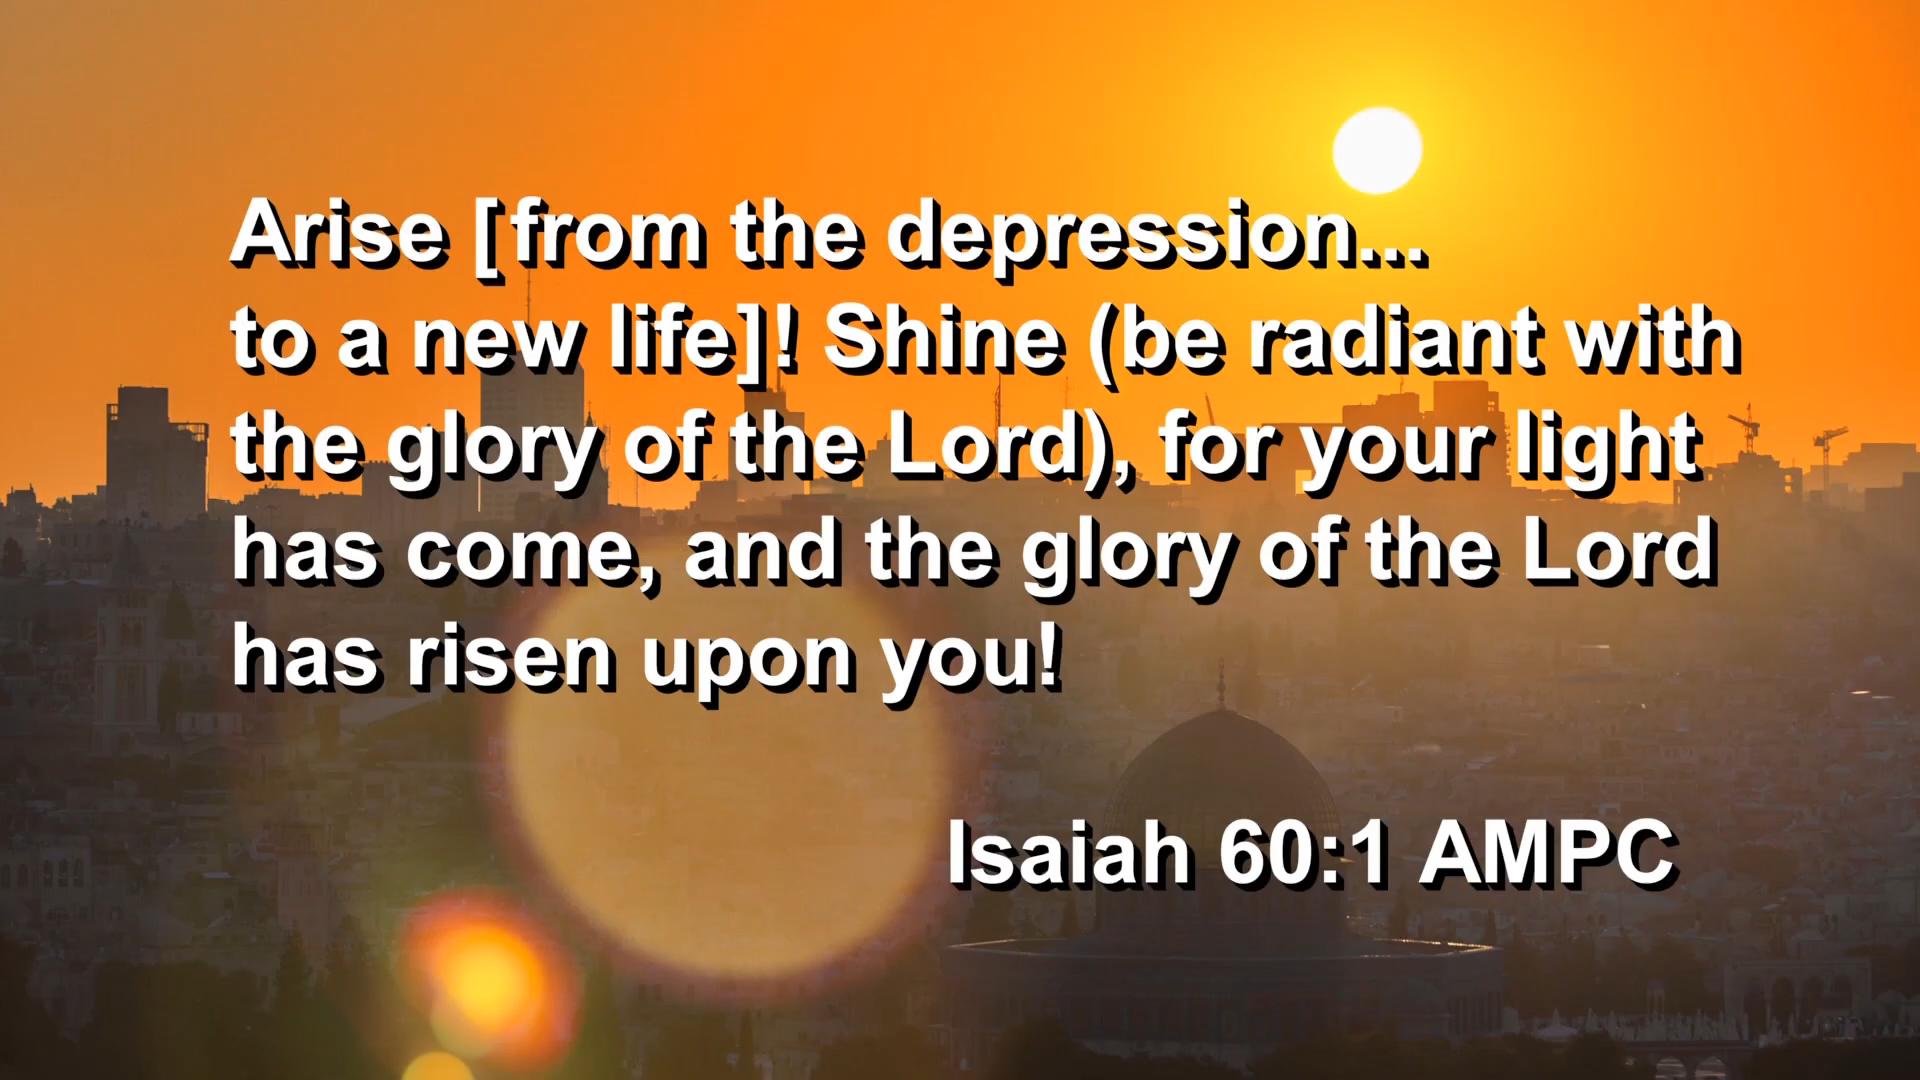 Arise [from the depression...
to a new life]! Shine (be radiant with
the glory of the Lord), for your light
has come, and the glory of the Lord
has risen upon you!
Isaiah 60:1 AMPC